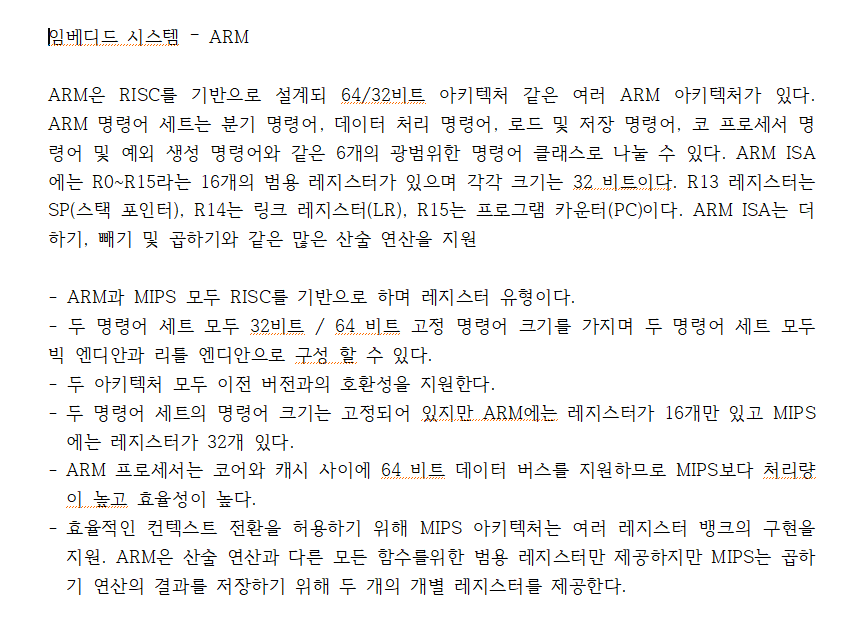 임베디드 시스템 - ARM
ARM은 RISC를 기반으로 설계되 64/32비트 아키텍처 같은 여러 ARM 아키텍처가 있다.
ARM 명령어 세트는 분기 명령어, 데이터 처리 명령어, 로드 및 저장 명령어, 코 프로세서 명
령어 및 예외 생성 명령어와 같은 6개의 광범위한 명령어 클래스로 나눌 수 있다. ARM ISA
에는 R0~R15라는 16개의 범용 레지스터가 있으며 각각 크기는 32 비트이다. R13 레지스터는
SP(스택 포인터), R14는 링크 레지스터(LR), R15는 프로그램 카운터(PC)이다. ARM ISA는 더
하기, 빼기 및 곱하기와 같은 많은 산술 연산을 지원
- ARM과 MIPS 모두 RISC를 기반으로 하며 레지스터 유형이다.
- 두 명령어 세트 모두 32비트 / 64 비트 고정 명령어 크기를 가지며 두 명령어 세트 모두
빅 엔디안과 리틀 엔디안으로 구성 할 수 있다.
- 두 아키텍처 모두 이전 버전과의 호환성을 지원한다.
- 두 명령어 세트의 명령어 크기는 고정되어 있지만 ARM에는 레지스터가 16개만 있고 MIPS
에는 레지스터가 32개 있다.
- ARM 프로세서는 코어와 캐시 사이에 64 비트 데이터 버스를 지원하므로 MIPS보다 처리량
이 높고 효율성이 높다.
- 효율적인 컨텍스트 전환을 허용하기 위해 MIPS 아키텍처는 여러 레지스터 뱅크의 구현을
지원. ARM은 산술 연산과 다른 모든 함수를위한 범용 레지스터만 제공하지만 MIPS는 곱하
기 연산의 결과를 저장하기 위해 두 개의 개별 레지스터를 제공한다.